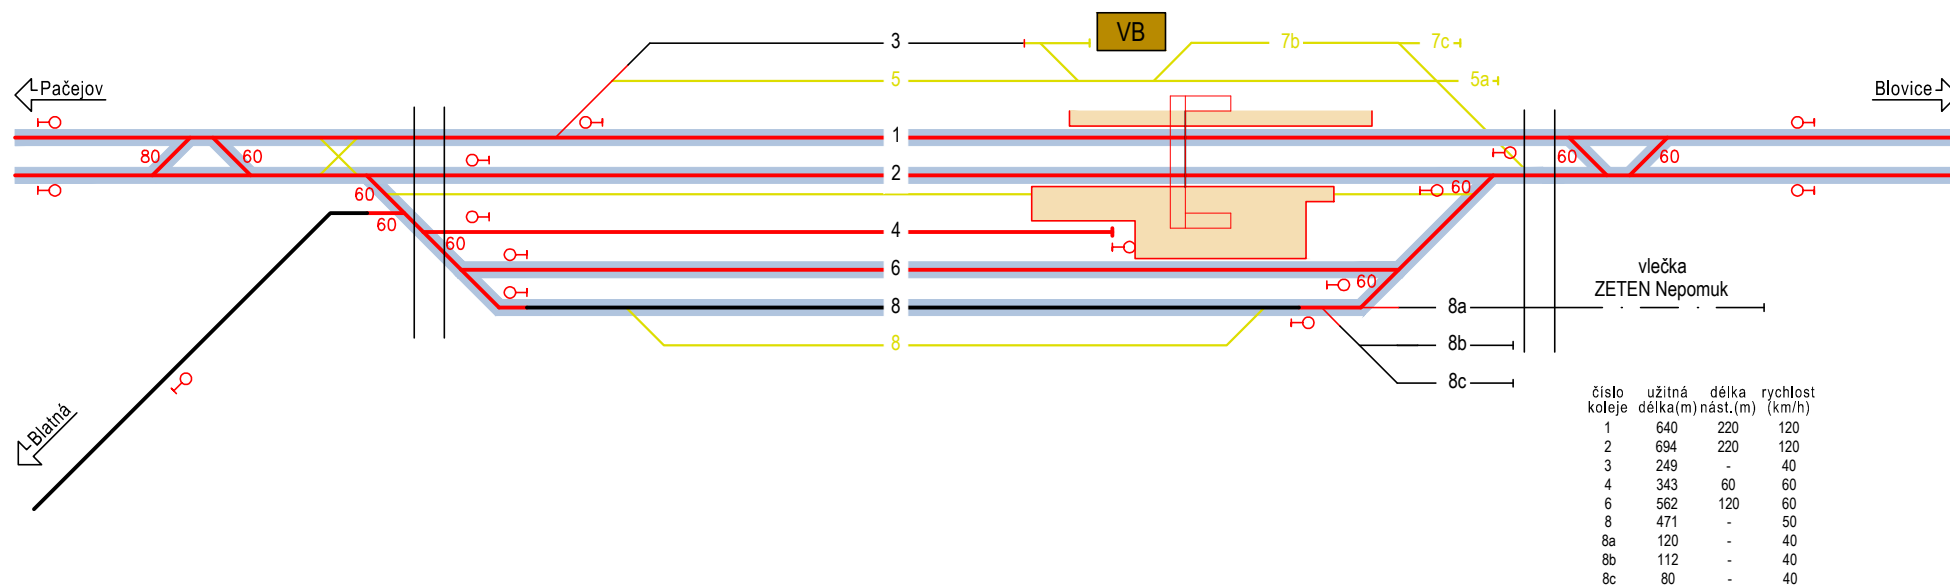 VB
3
7b
7c
5
5a
Pačejov
Blovice
1
80
60
60
60
2
60
60
60
4
60
6
60
Blatná
8
8a
vlečka
ZETEN Nepomuk
8
8b
8c
číslo koleje užitná délka(m) délka nást.(m) rychlost (km/h)
1 640 220 120
2 694 220 120
3 249 - 40
4 343 60 60
6 562 120 60
8 471 - 50
8a 120 - 40
8b 112 - 40
8c 80 - 40